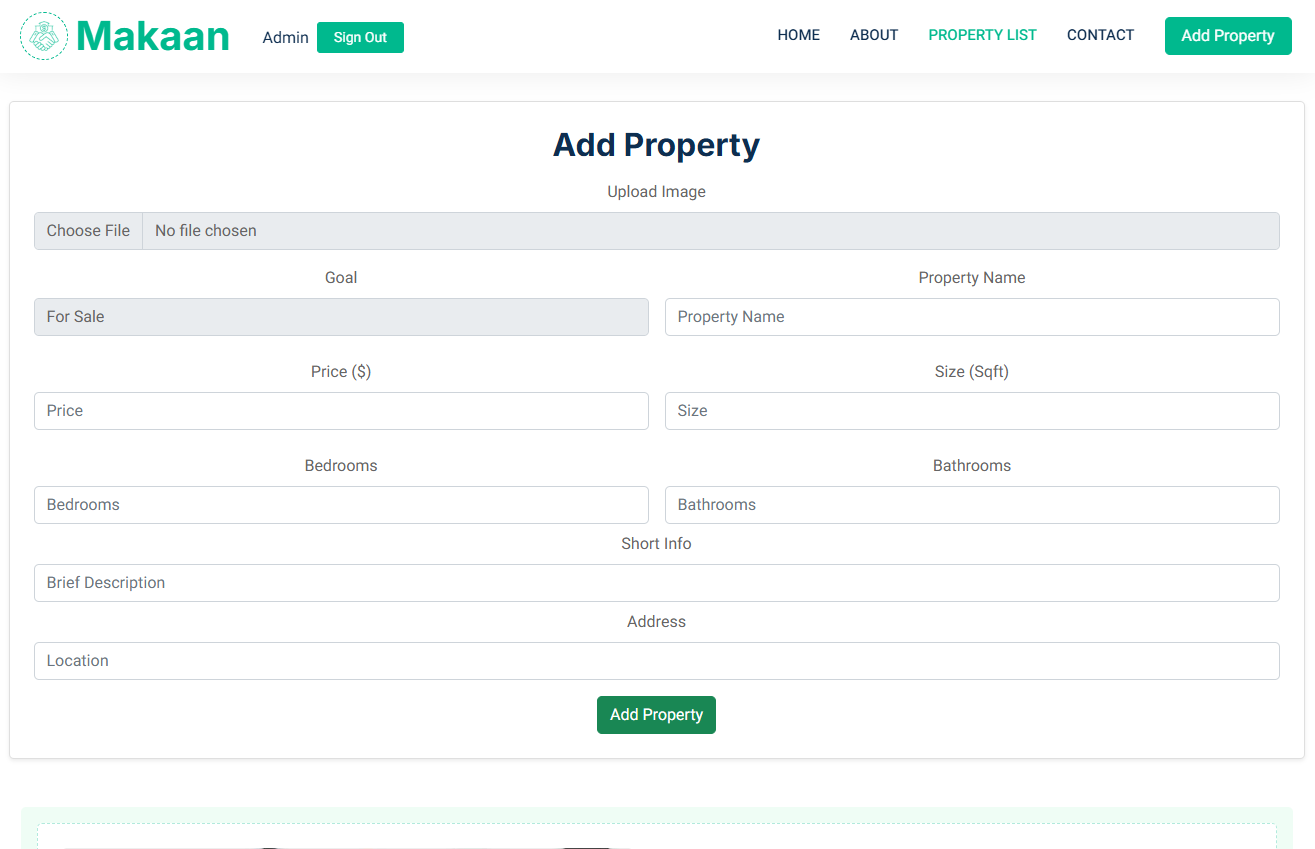 Makaan Admin Sign Out HOME ABOUT PROPERTY LIST CONTACT Add Property
Add Property
Upload Image
Choose File No file chosen
Goal Property Name
For Sale Property Name
Price ($) Size (Sqft)
Price Size
Bedrooms Bathrooms
Bedrooms Bathrooms
Short Info
Brief Description
Address
Location
Add Property